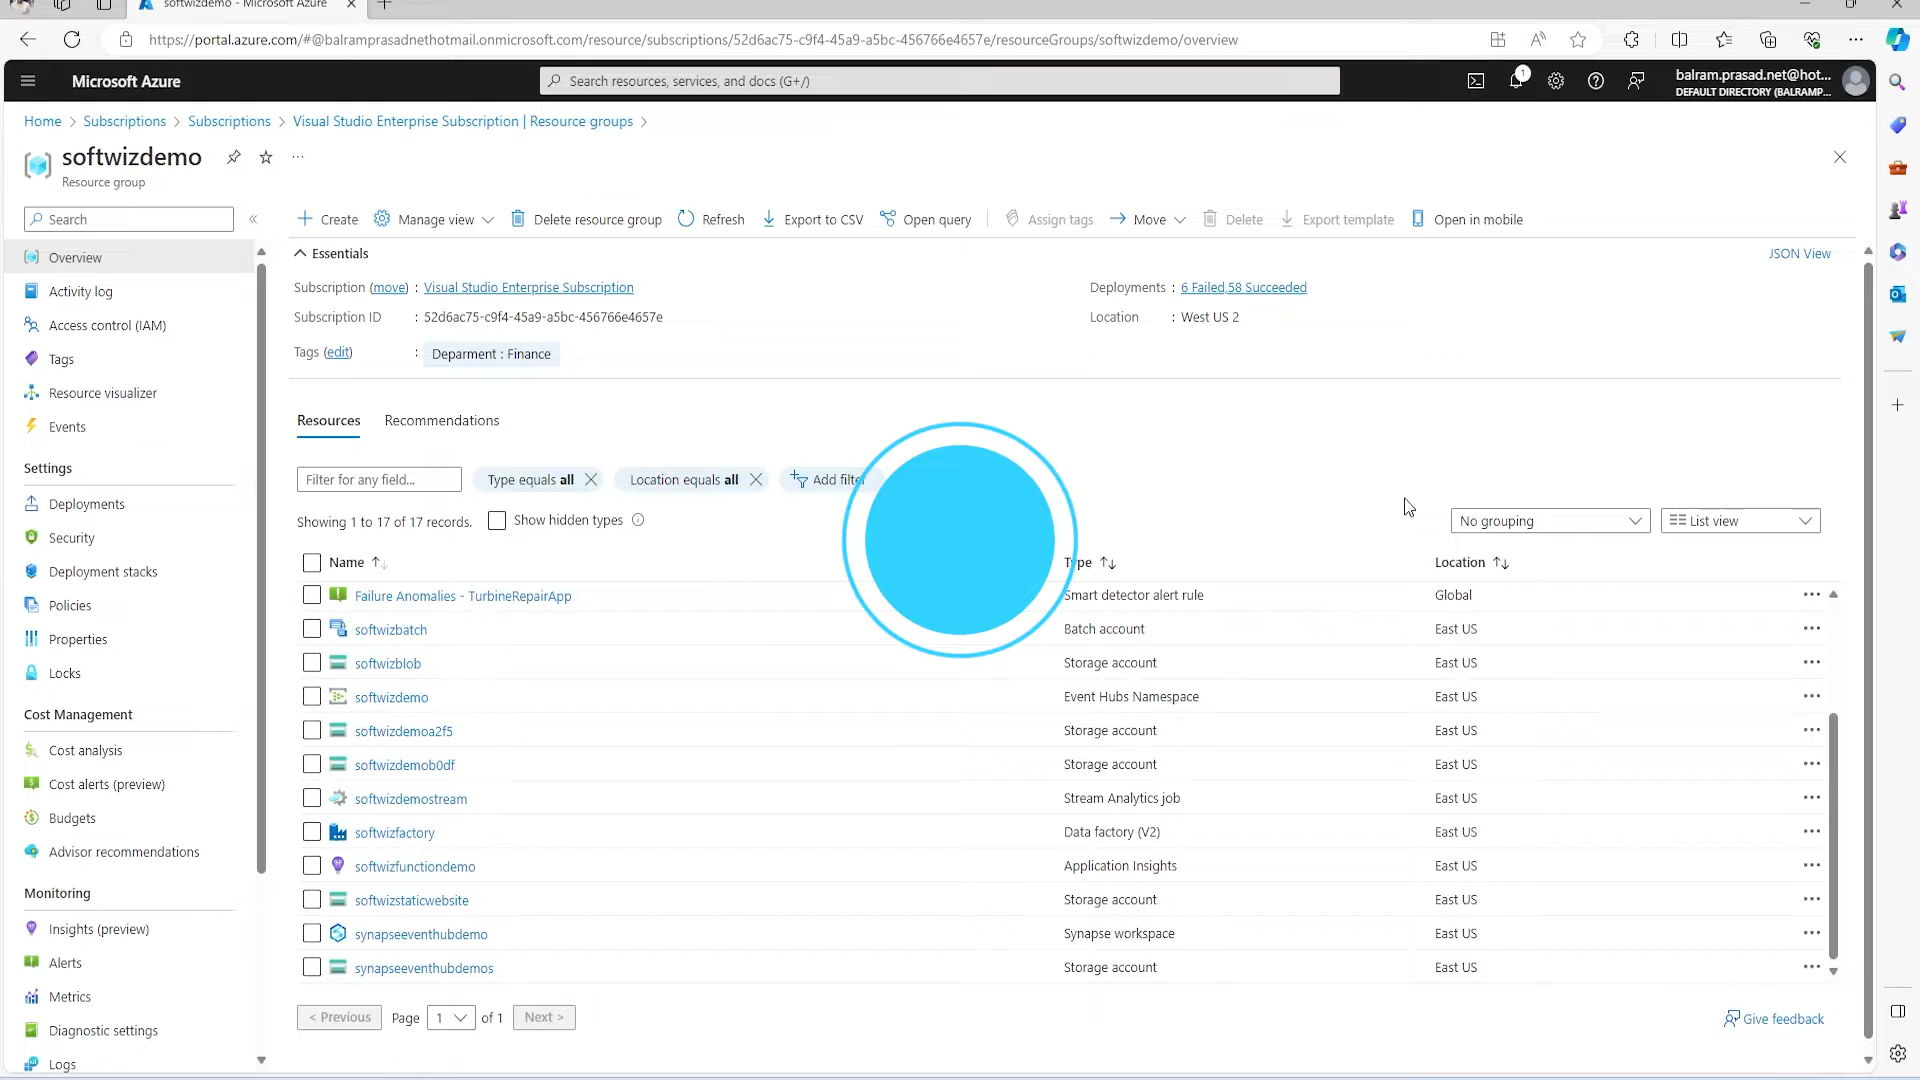 softwizdemo - Microsoft Azure
https://portal.azure.com/#@balramprasadnethotmail.onmicrosoft.com/resource/subscriptions/52d6ac75-c9f4-45a9-a5bc-456766e4657e/resourceGroups/softwizdemo/overview
Microsoft Azure
Search resources, services, and docs (G+/)
1
balram.prasad.net@hot...
DEFAULT DIRECTORY (BALRAMP...
Home > Subscriptions > Subscriptions > Visual Studio Enterprise Subscription | Resource groups >
softwizdemo
Resource group
Search
Create
Manage view
Delete resource group
Refresh
Export to CSV
Open query
Assign tags
Move
Delete
Export template
Open in mobile
Overview
Activity log
Access control (IAM)
Tags
Resource visualizer
Events
Settings
Deployments
Security
Deployment stacks
Policies
Properties
Locks
Cost Management
Cost analysis
Cost alerts (preview)
Budgets
Advisor recommendations
Monitoring
Insights (preview)
Alerts
Metrics
Diagnostic settings
Logs
Essentials
JSON View
Subscription (move) : Visual Studio Enterprise Subscription
Deployments : 6 Failed,58 Succeeded
Subscription ID : 52d6ac75-c9f4-45a9-a5bc-456766e4657e
Location : West US 2
Tags (edit) : Deparment : Finance
Resources
Recommendations
Filter for any field...
Type equals all
Location equals all
Add filter
Showing 1 to 17 of 17 records.
Show hidden types
No grouping
List view
Name Type Location
Failure Anomalies - TurbineRepairApp Smart detector alert rule Global
softwizbatch Batch account East US
softwizblob Storage account East US
softwizdemo Event Hubs Namespace East US
softwizdemoa2f5 Storage account East US
softwizdemob0df Storage account East US
softwizdemostream Stream Analytics job East US
softwizfactory Data factory (V2) East US
softwizfunctiondemo Application Insights East US
softwizstaticwebsite Storage account East US
synapseeventhubdemo Synapse workspace East US
synapseeventhubdemos Storage account East US
< Previous Page 1 of 1 Next >
Give feedback